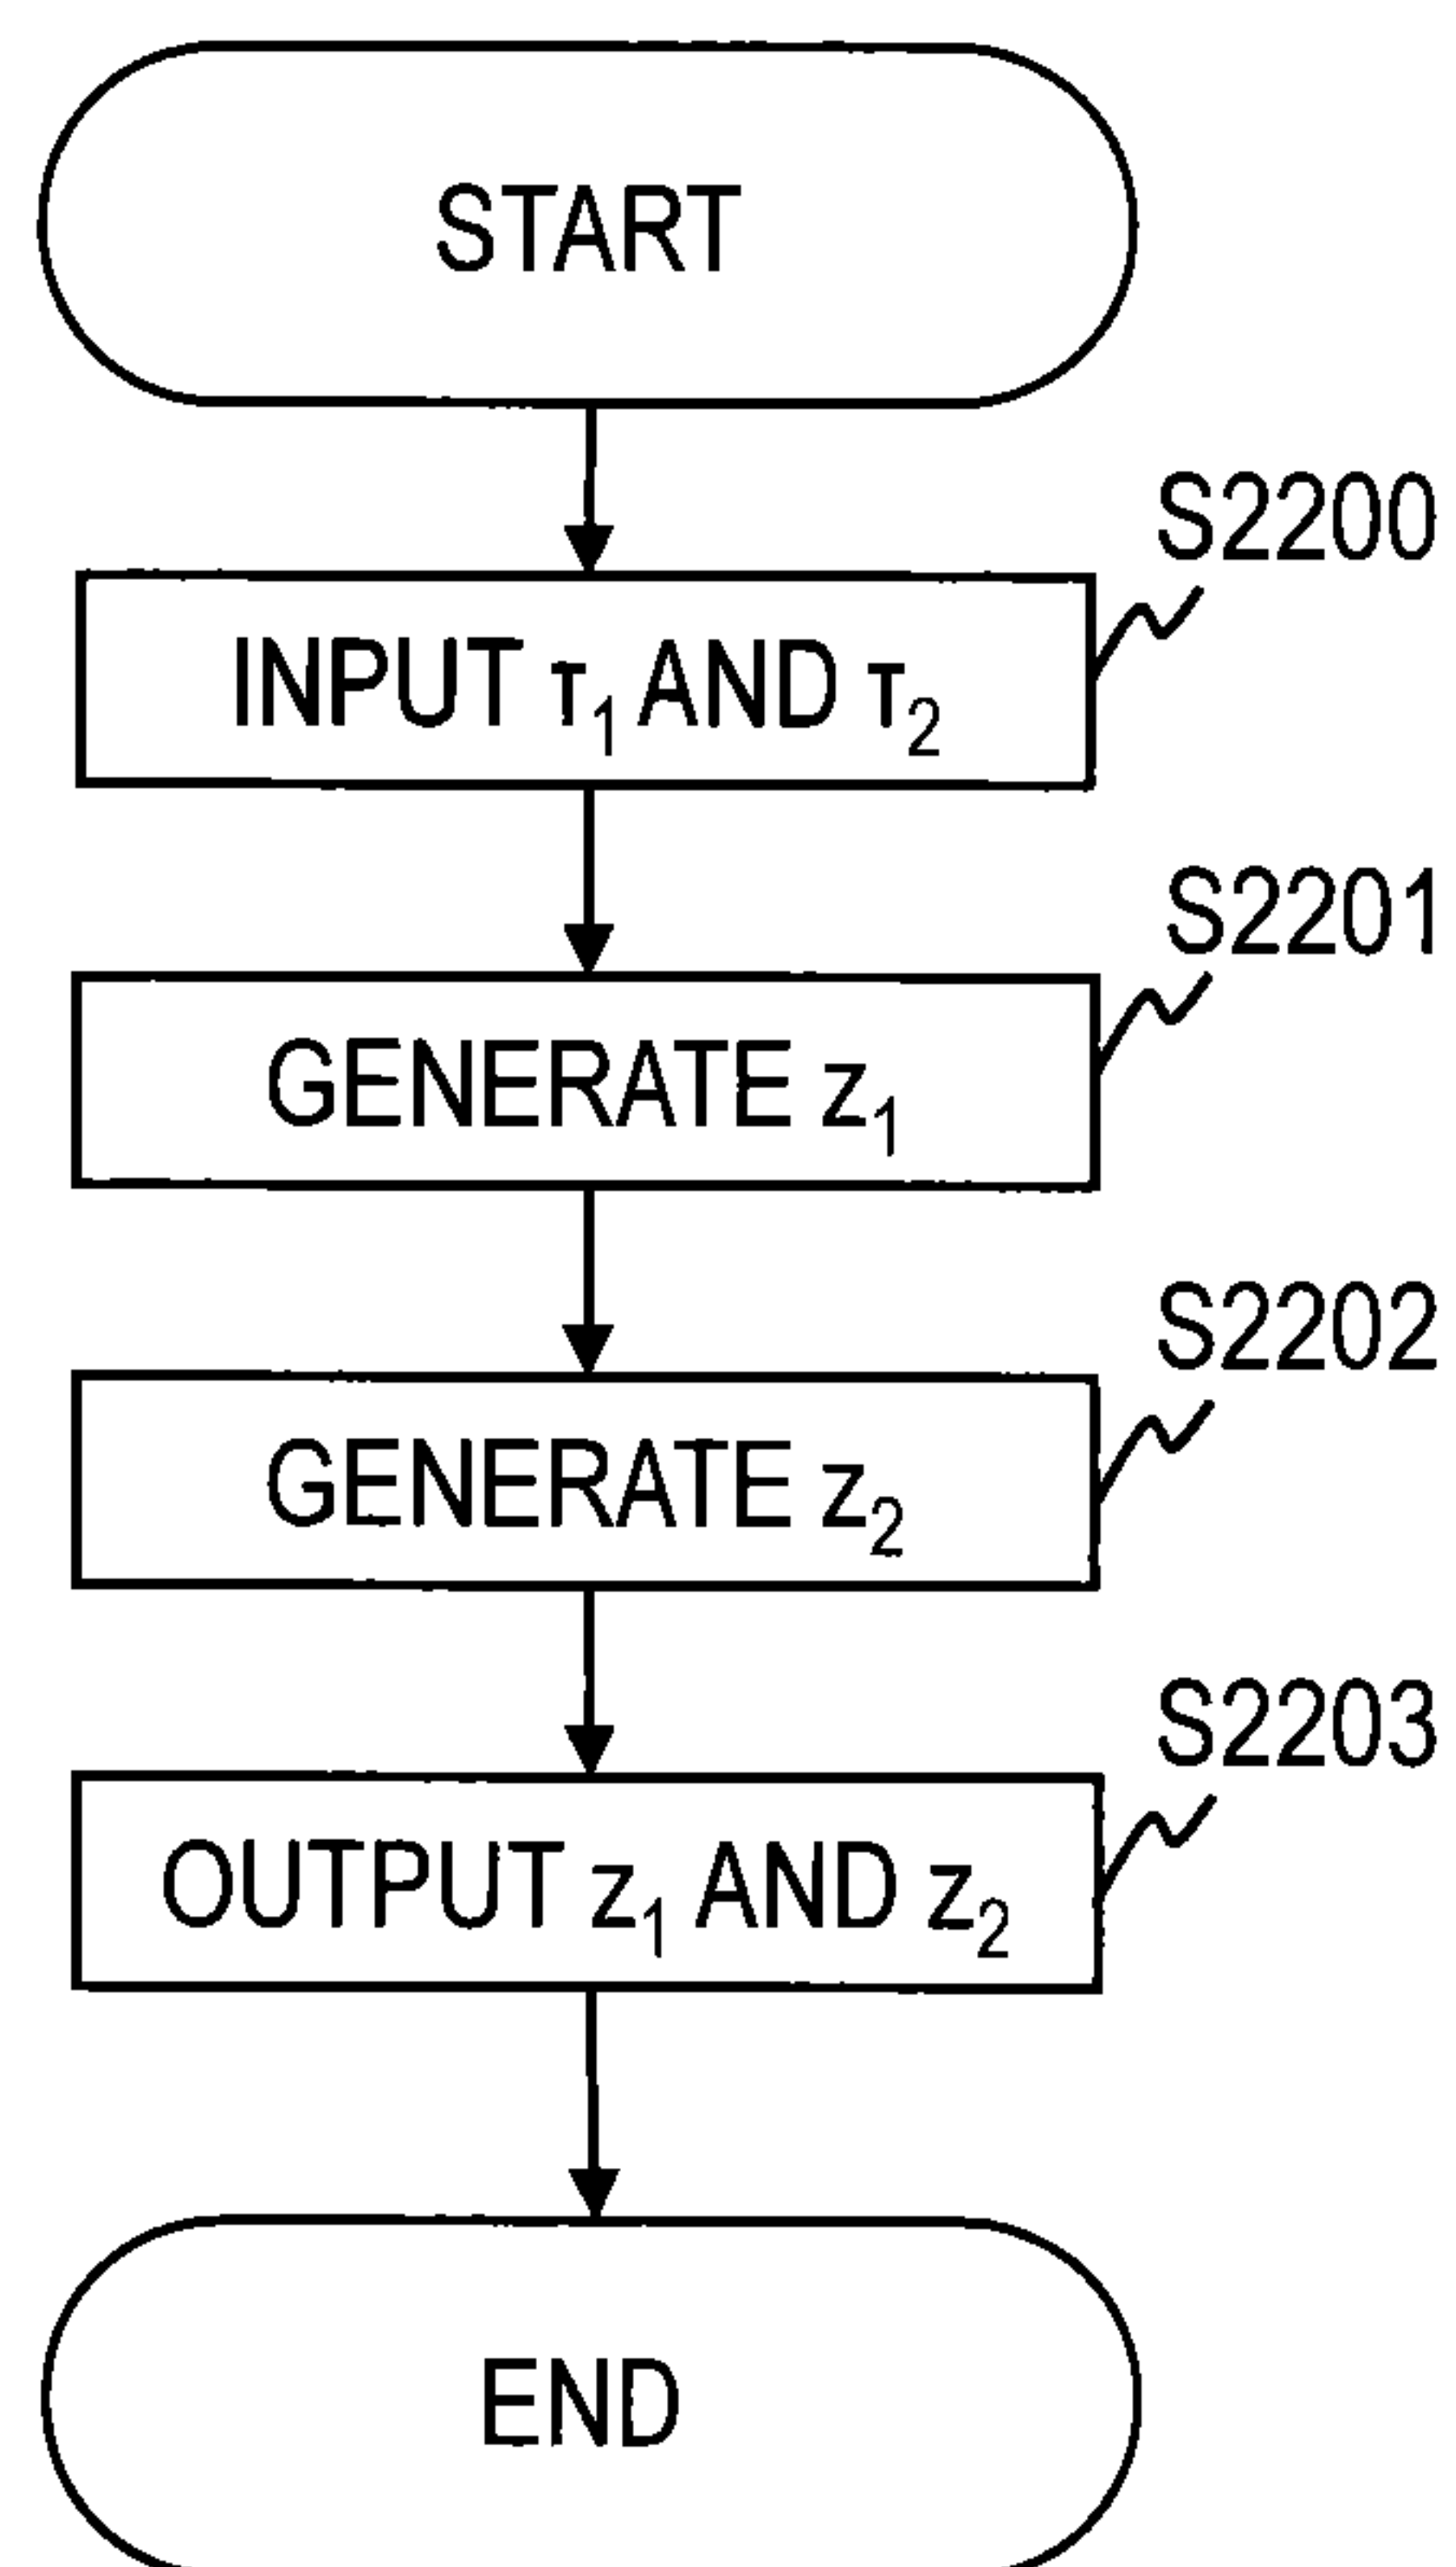 START
S2200
INPUT τ₁ AND τ₂
S2201
GENERATE z₁
S2202
GENERATE z₂
S2203
OUTPUT z₁ AND z₂
END